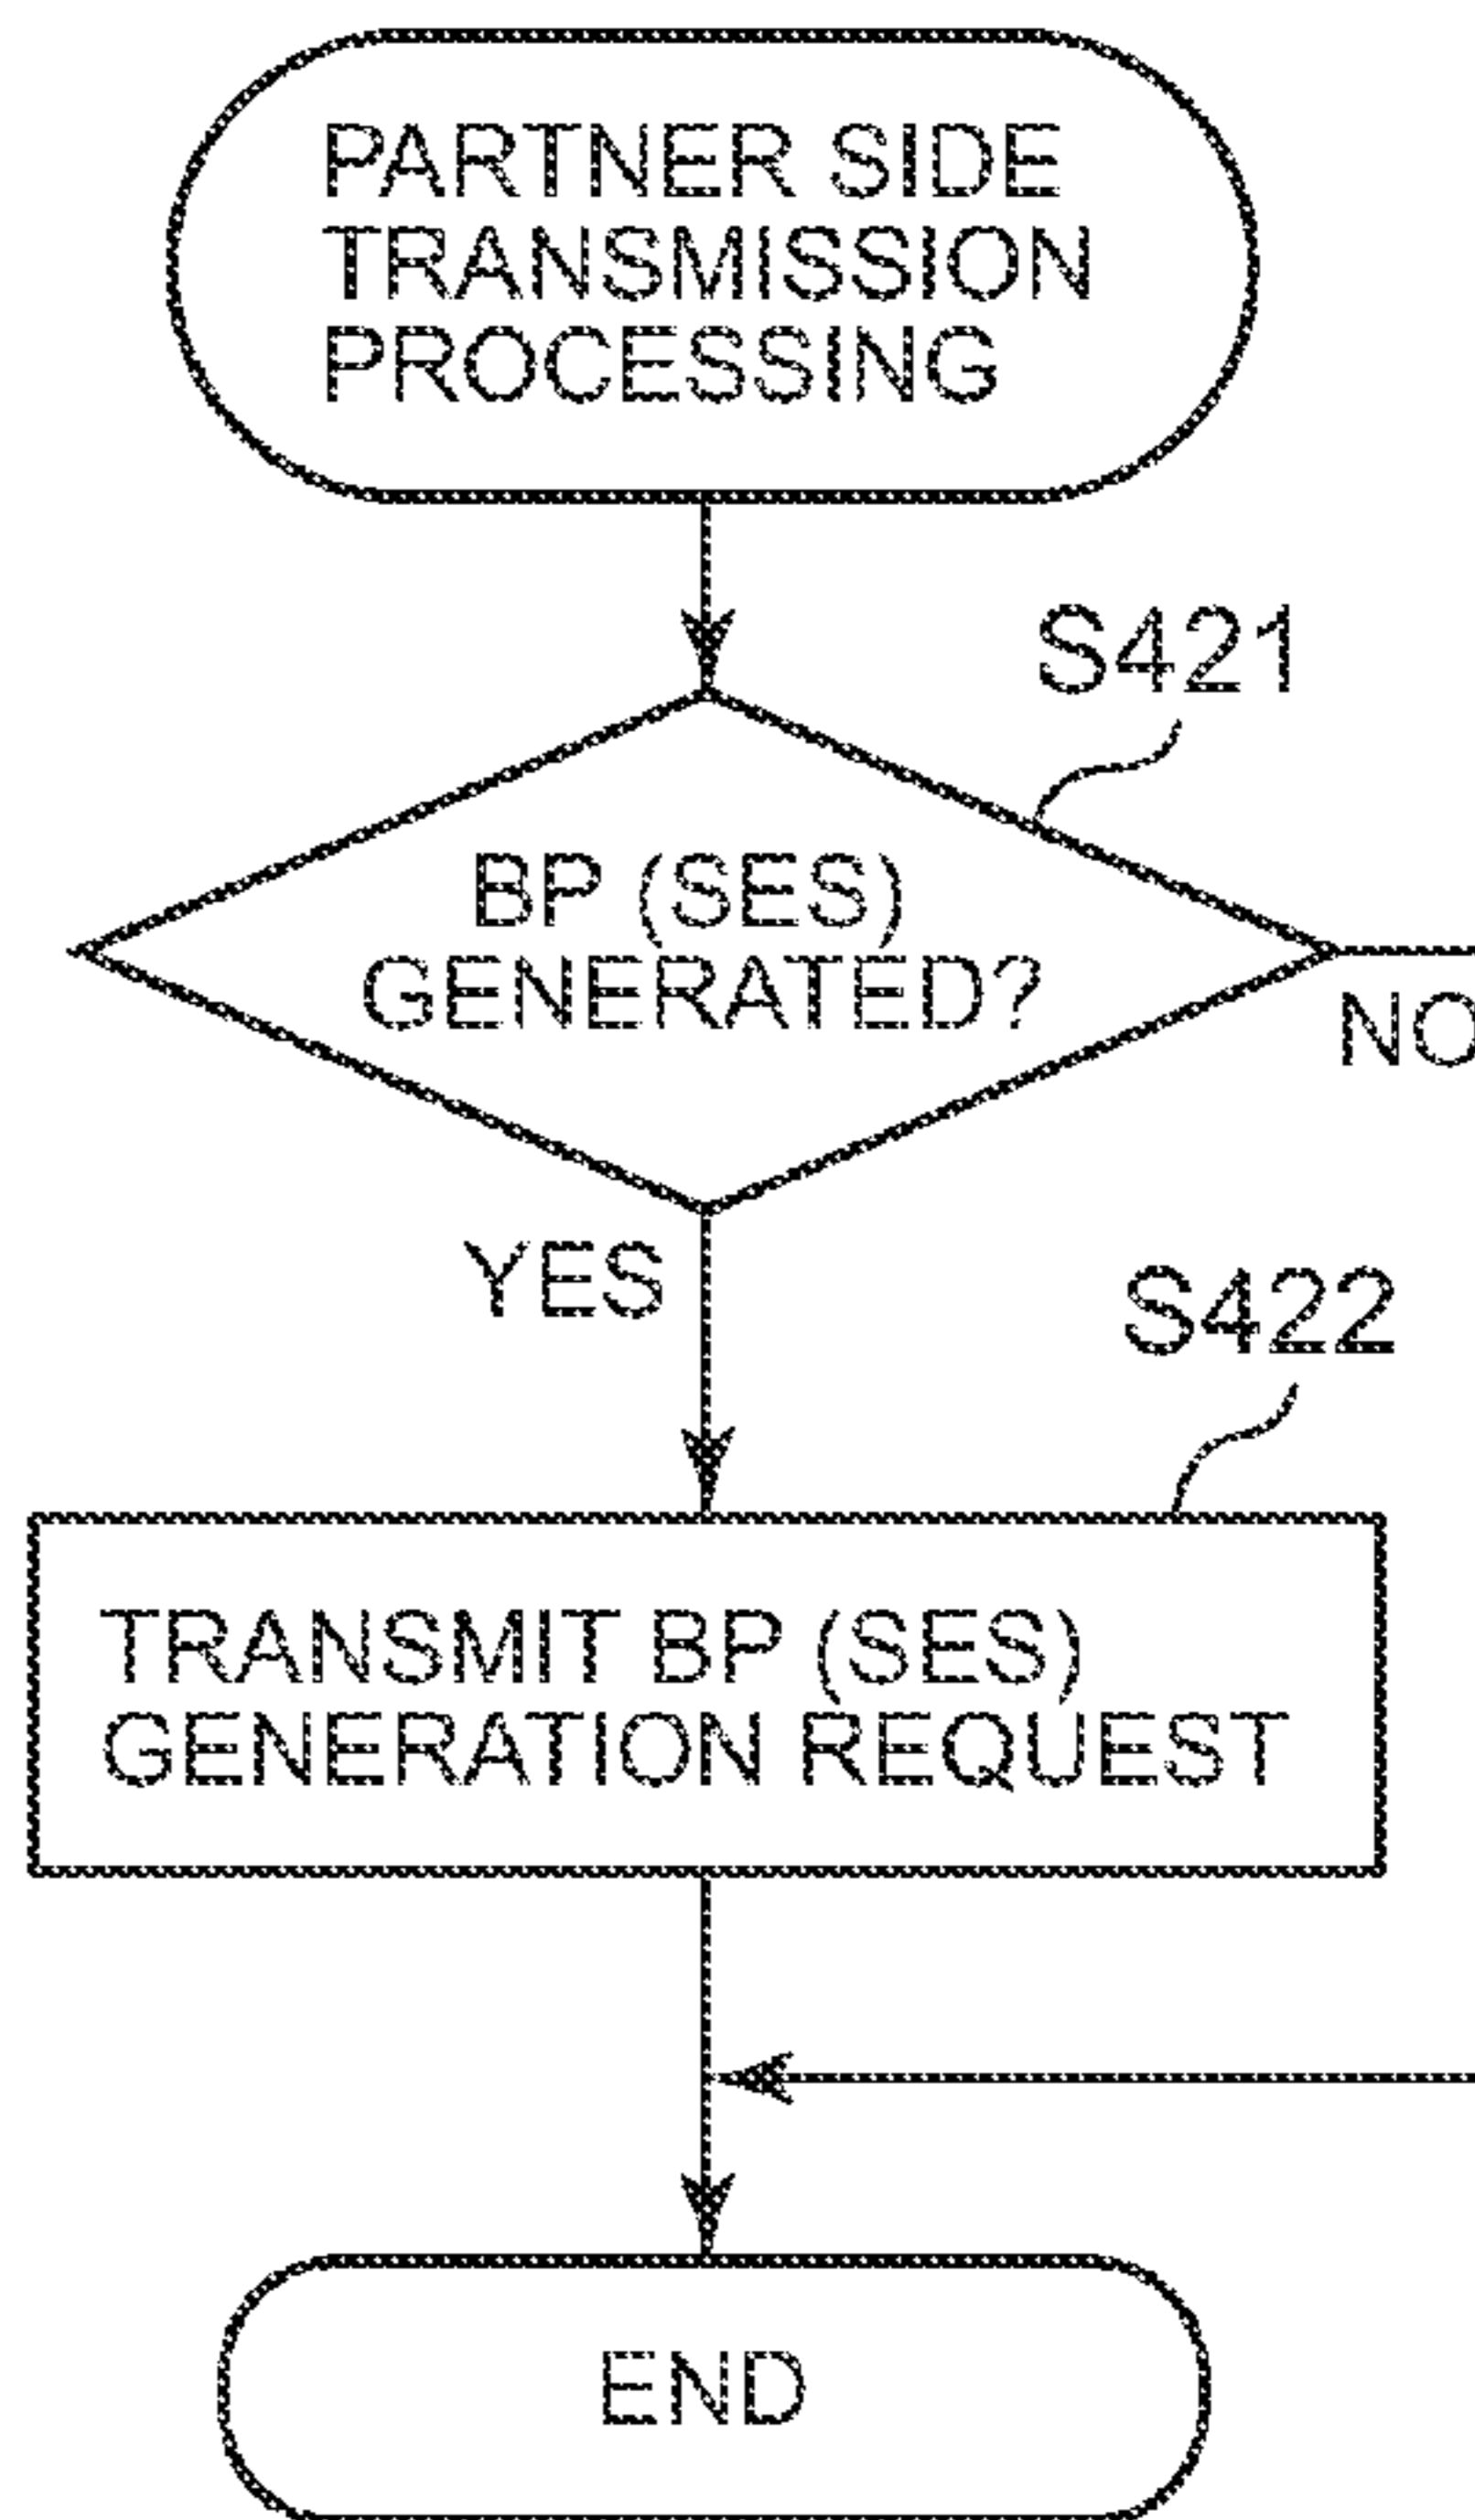 PARTNER SIDE
TRANSMISSION
PROCESSING
S421
BP (SES)
GENERATED?
NO
YES
S422
TRANSMIT BP (SES)
GENERATION REQUEST
END